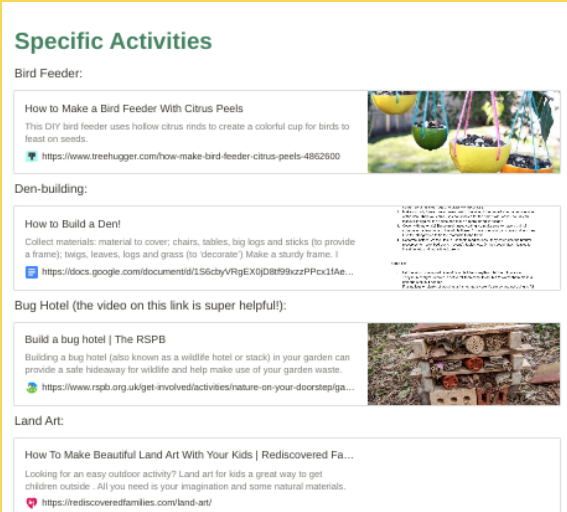 Specific Activities
Bird Feeder:
How to Make a Bird Feeder With Citrus Peels
This DIY bird feeder uses hollow citrus rinds to create a colorful cup for birds to
feast on seeds.
https://www.treehugger.com/how-make-bird-feeder-citrus-peels-4862600
Den-building:
How to Build a Den!
Collect materials: material to cover; chairs, tables, big logs and sticks (to provide
a frame); twigs, leaves, logs and grass (to 'decorate') Make a sturdy frame. I
https://docs.google.com/document/d/1S6cbyVRgEX0jD8tf99xzzPPcx1fAe...
Bug Hotel (the video on this link is super helpful!):
Build a bug hotel | The RSPB
Building a bug hotel (also known as a wildlife hotel or stack) in your garden can
provide a safe hideaway for wildlife and help make use of your garden waste.
https://www.rspb.org.uk/get-involved/activities/nature-on-your-doorstep/ga...
Land Art:
How To Make Beautiful Land Art With Your Kids | Rediscovered Fa...
Looking for an easy outdoor activity? Land art for kids a great way to get
children outside . All you need is your imagination and some natural materials.
https://rediscoveredfamilies.com/land-art/